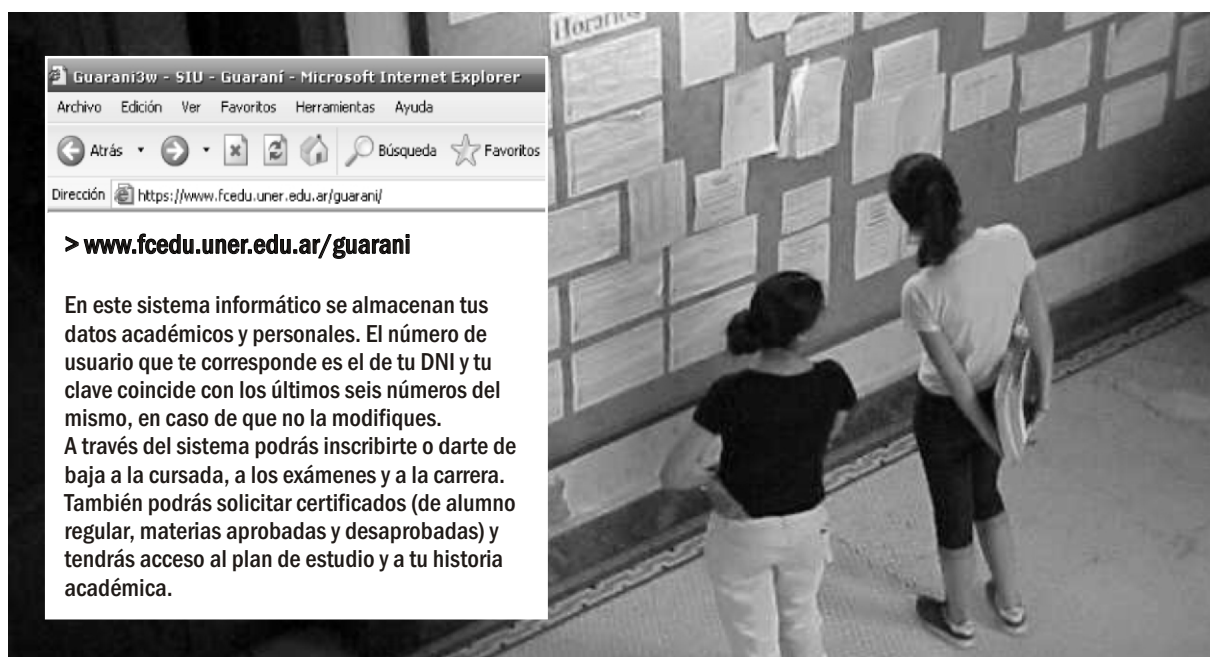 Horarios
Guarani3w - SIU - Guaraní - Microsoft Internet Explorer
Archivo Edición Ver Favoritos Herramientas Ayuda
Atrás Búsqueda Favoritos
Dirección https://www.fcedu.uner.edu.ar/guarani/
> www.fcedu.uner.edu.ar/guarani
En este sistema informático se almacenan tus
datos académicos y personales. El número de
usuario que te corresponde es el de tu DNI y tu
clave coincide con los últimos seis números del
mismo, en caso de que no la modifiques.
A través del sistema podrás inscribirte o darte de
baja a la cursada, a los exámenes y a la carrera.
También podrás solicitar certificados (de alumno
regular, materias aprobadas y desaprobadas) y
tendrás acceso al plan de estudio y a tu historia
académica.